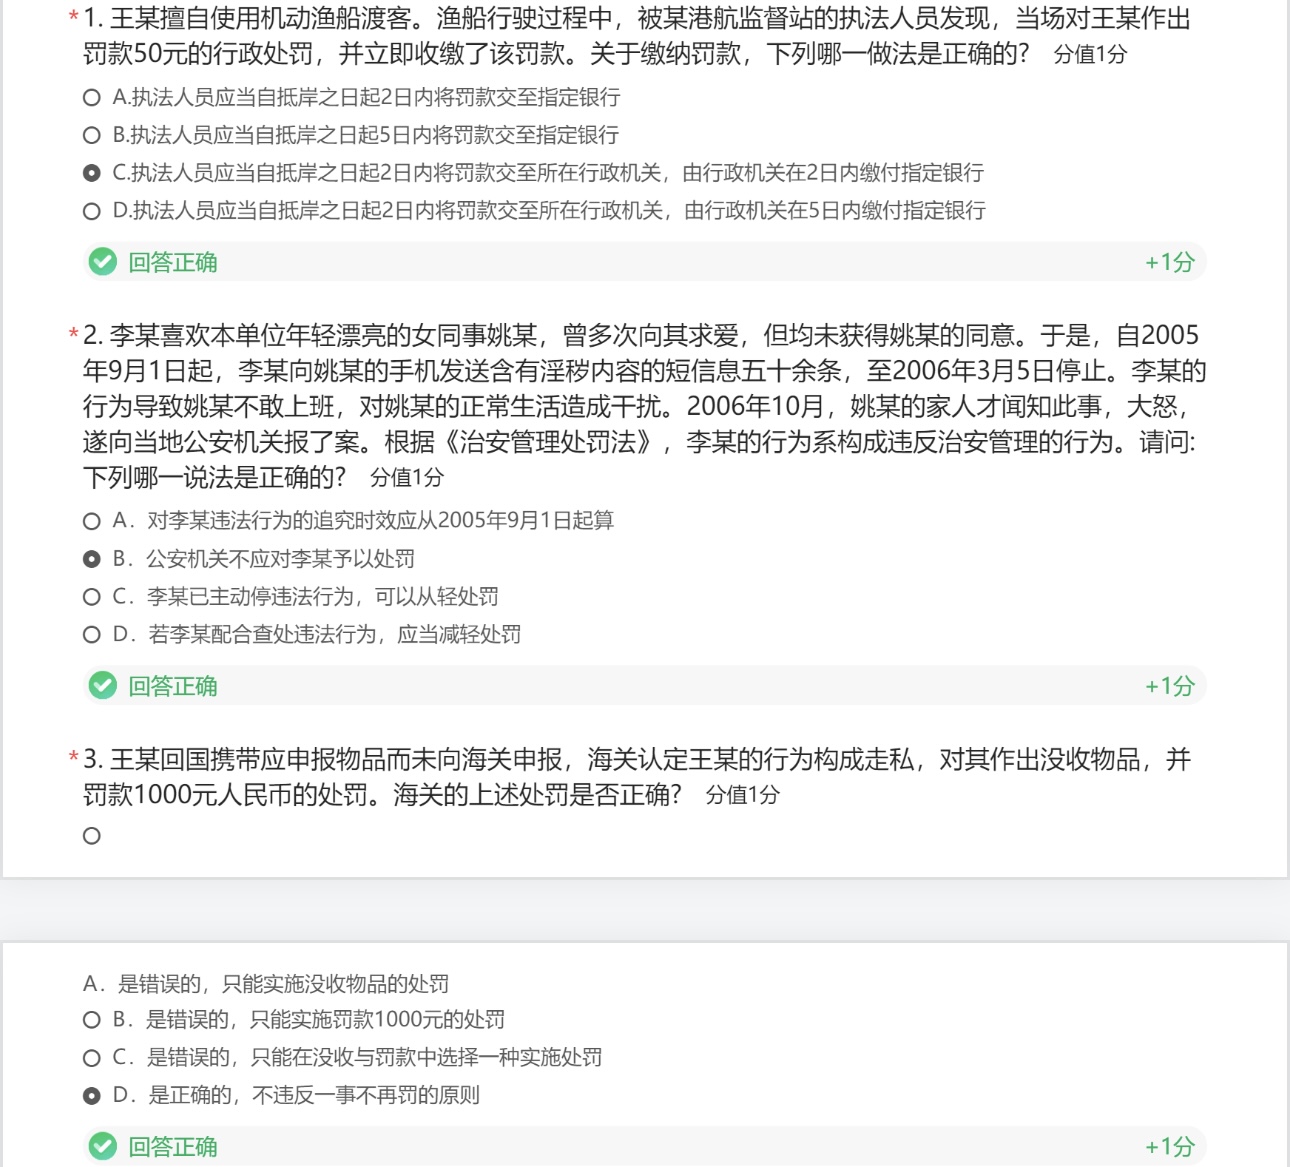 *1. 王某擅自使用机动渔船渡客。渔船行驶过程中，被某港航监督站的执法人员发现，当场对王某作出
罚款50元的行政处罚，并立即收缴了该罚款。关于缴纳罚款，下列哪一做法是正确的? 分值1分
A.执法人员应当自抵岸之日起2日内将罚款交至指定银行
B.执法人员应当自抵岸之日起5日内将罚款交至指定银行
C.执法人员应当自抵岸之日起2日内将罚款交至所在行政机关，由行政机关在2日内缴付指定银行
D.执法人员应当自抵岸之日起2日内将罚款交至所在行政机关，由行政机关在5日内缴付指定银行
回答正确 +1分
*2. 李某喜欢本单位年轻漂亮的女同事姚某，曾多次向其求爱，但均未获得姚某的同意。于是，自2005
年9月1日起，李某向姚某的手机发送含有淫秽内容的短信息五十余条，至2006年3月5日停止。李某的
行为导致姚某不敢上班，对姚某的正常生活造成干扰。2006年10月，姚某的家人才闻知此事，大怒，
遂向当地公安机关报了案。根据《治安管理处罚法》，李某的行为系构成违反治安管理的行为。请问:
下列哪一说法是正确的? 分值1分
A．对李某违法行为的追究时效应从2005年9月1日起算
B．公安机关不应对李某予以处罚
C．李某已主动停违法行为，可以从轻处罚
D．若李某配合查处违法行为，应当减轻处罚
回答正确 +1分
*3. 王某回国携带应申报物品而未向海关申报，海关认定王某的行为构成走私，对其作出没收物品，并
罚款1000元人民币的处罚。海关的上述处罚是否正确? 分值1分
A．是错误的，只能实施没收物品的处罚
B．是错误的，只能实施罚款1000元的处罚
C．是错误的，只能在没收与罚款中选择一种实施处罚
D．是正确的，不违反一事不再罚的原则
回答正确 +1分